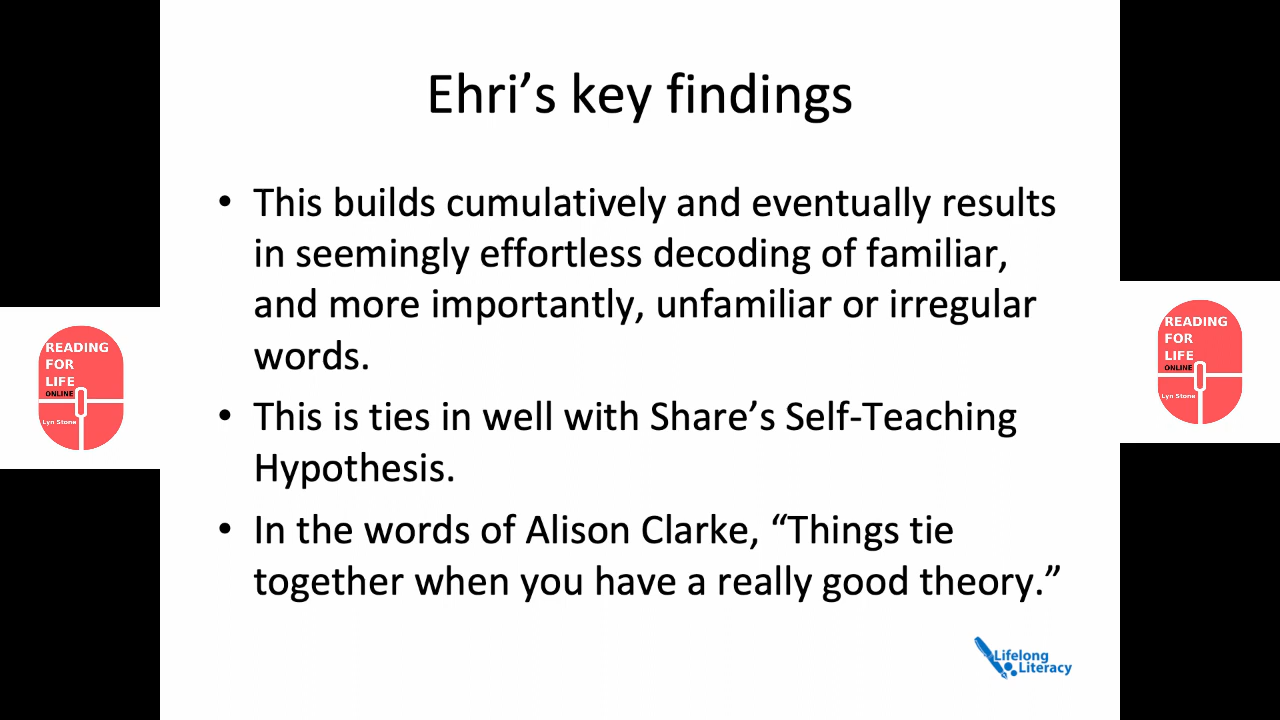 Ehri’s key findings
• This builds cumulatively and eventually results
in seemingly effortless decoding of familiar,
and more importantly, unfamiliar or irregular
words.
• This is ties in well with Share’s Self-Teaching
Hypothesis.
• In the words of Alison Clarke, “Things tie
together when you have a really good theory.”
Lifelong
Literacy
READING
FOR
LIFE
ONLINE
Lyn Stone
READING
FOR
LIFE
ONLINE
Lyn Stone